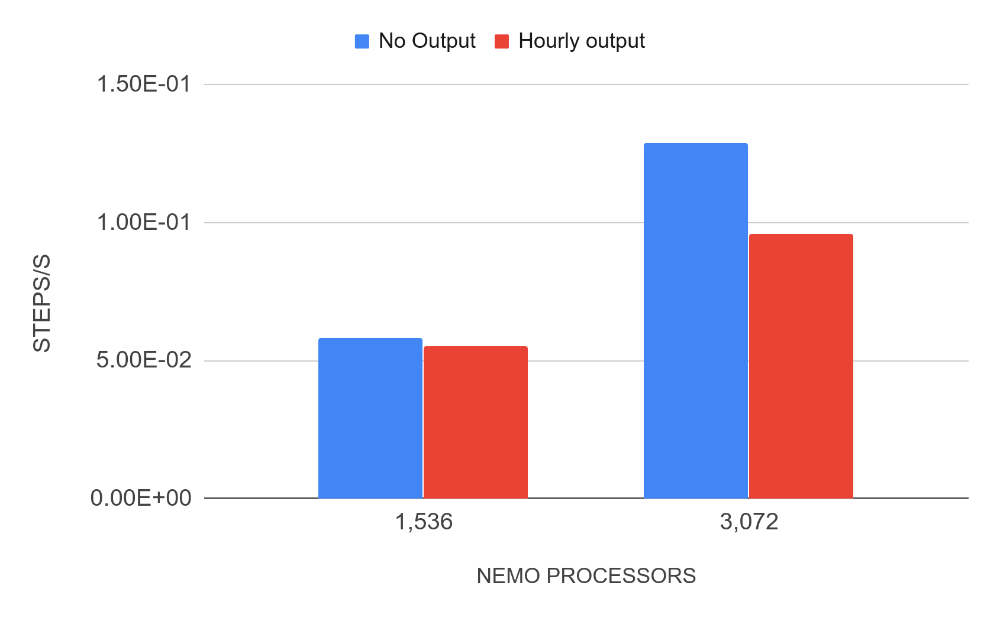 No Output Hourly output
1.50E-01
1.00E-01
5.00E-02
0.00E+00
STEPS/S
1,536 3,072
NEMO PROCESSORS